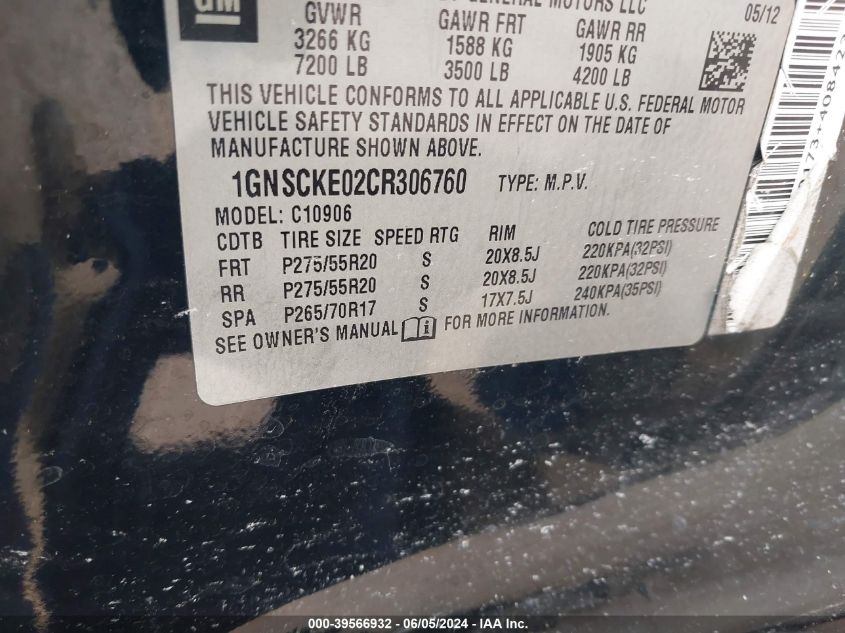 GM
GENERAL MOTORS LLC
05/12
GVWR GAWR FRT GAWR RR
3266 KG 1588 KG 1905 KG
7200 LB 3500 LB 4200 LB
THIS VEHICLE CONFORMS TO ALL APPLICABLE U.S. FEDERAL MOTOR
VEHICLE SAFETY STANDARDS IN EFFECT ON THE DATE OF
MANUFACTURE SHOWN ABOVE.
1GNSCKE02CR306760 TYPE: M.P.V.
MODEL: C10906
CDTB TIRE SIZE SPEED RTG RIM COLD TIRE PRESSURE
FRT P275/55R20 S 20X8.5J 220KPA(32PSI)
RR P275/55R20 S 20X8.5J 220KPA(32PSI)
SPA P265/70R17 S 17X7.5J 240KPA(35PSI)
SEE OWNER'S MANUAL FOR MORE INFORMATION.
000-39566932 - 06/05/2024 - IAAI Inc.